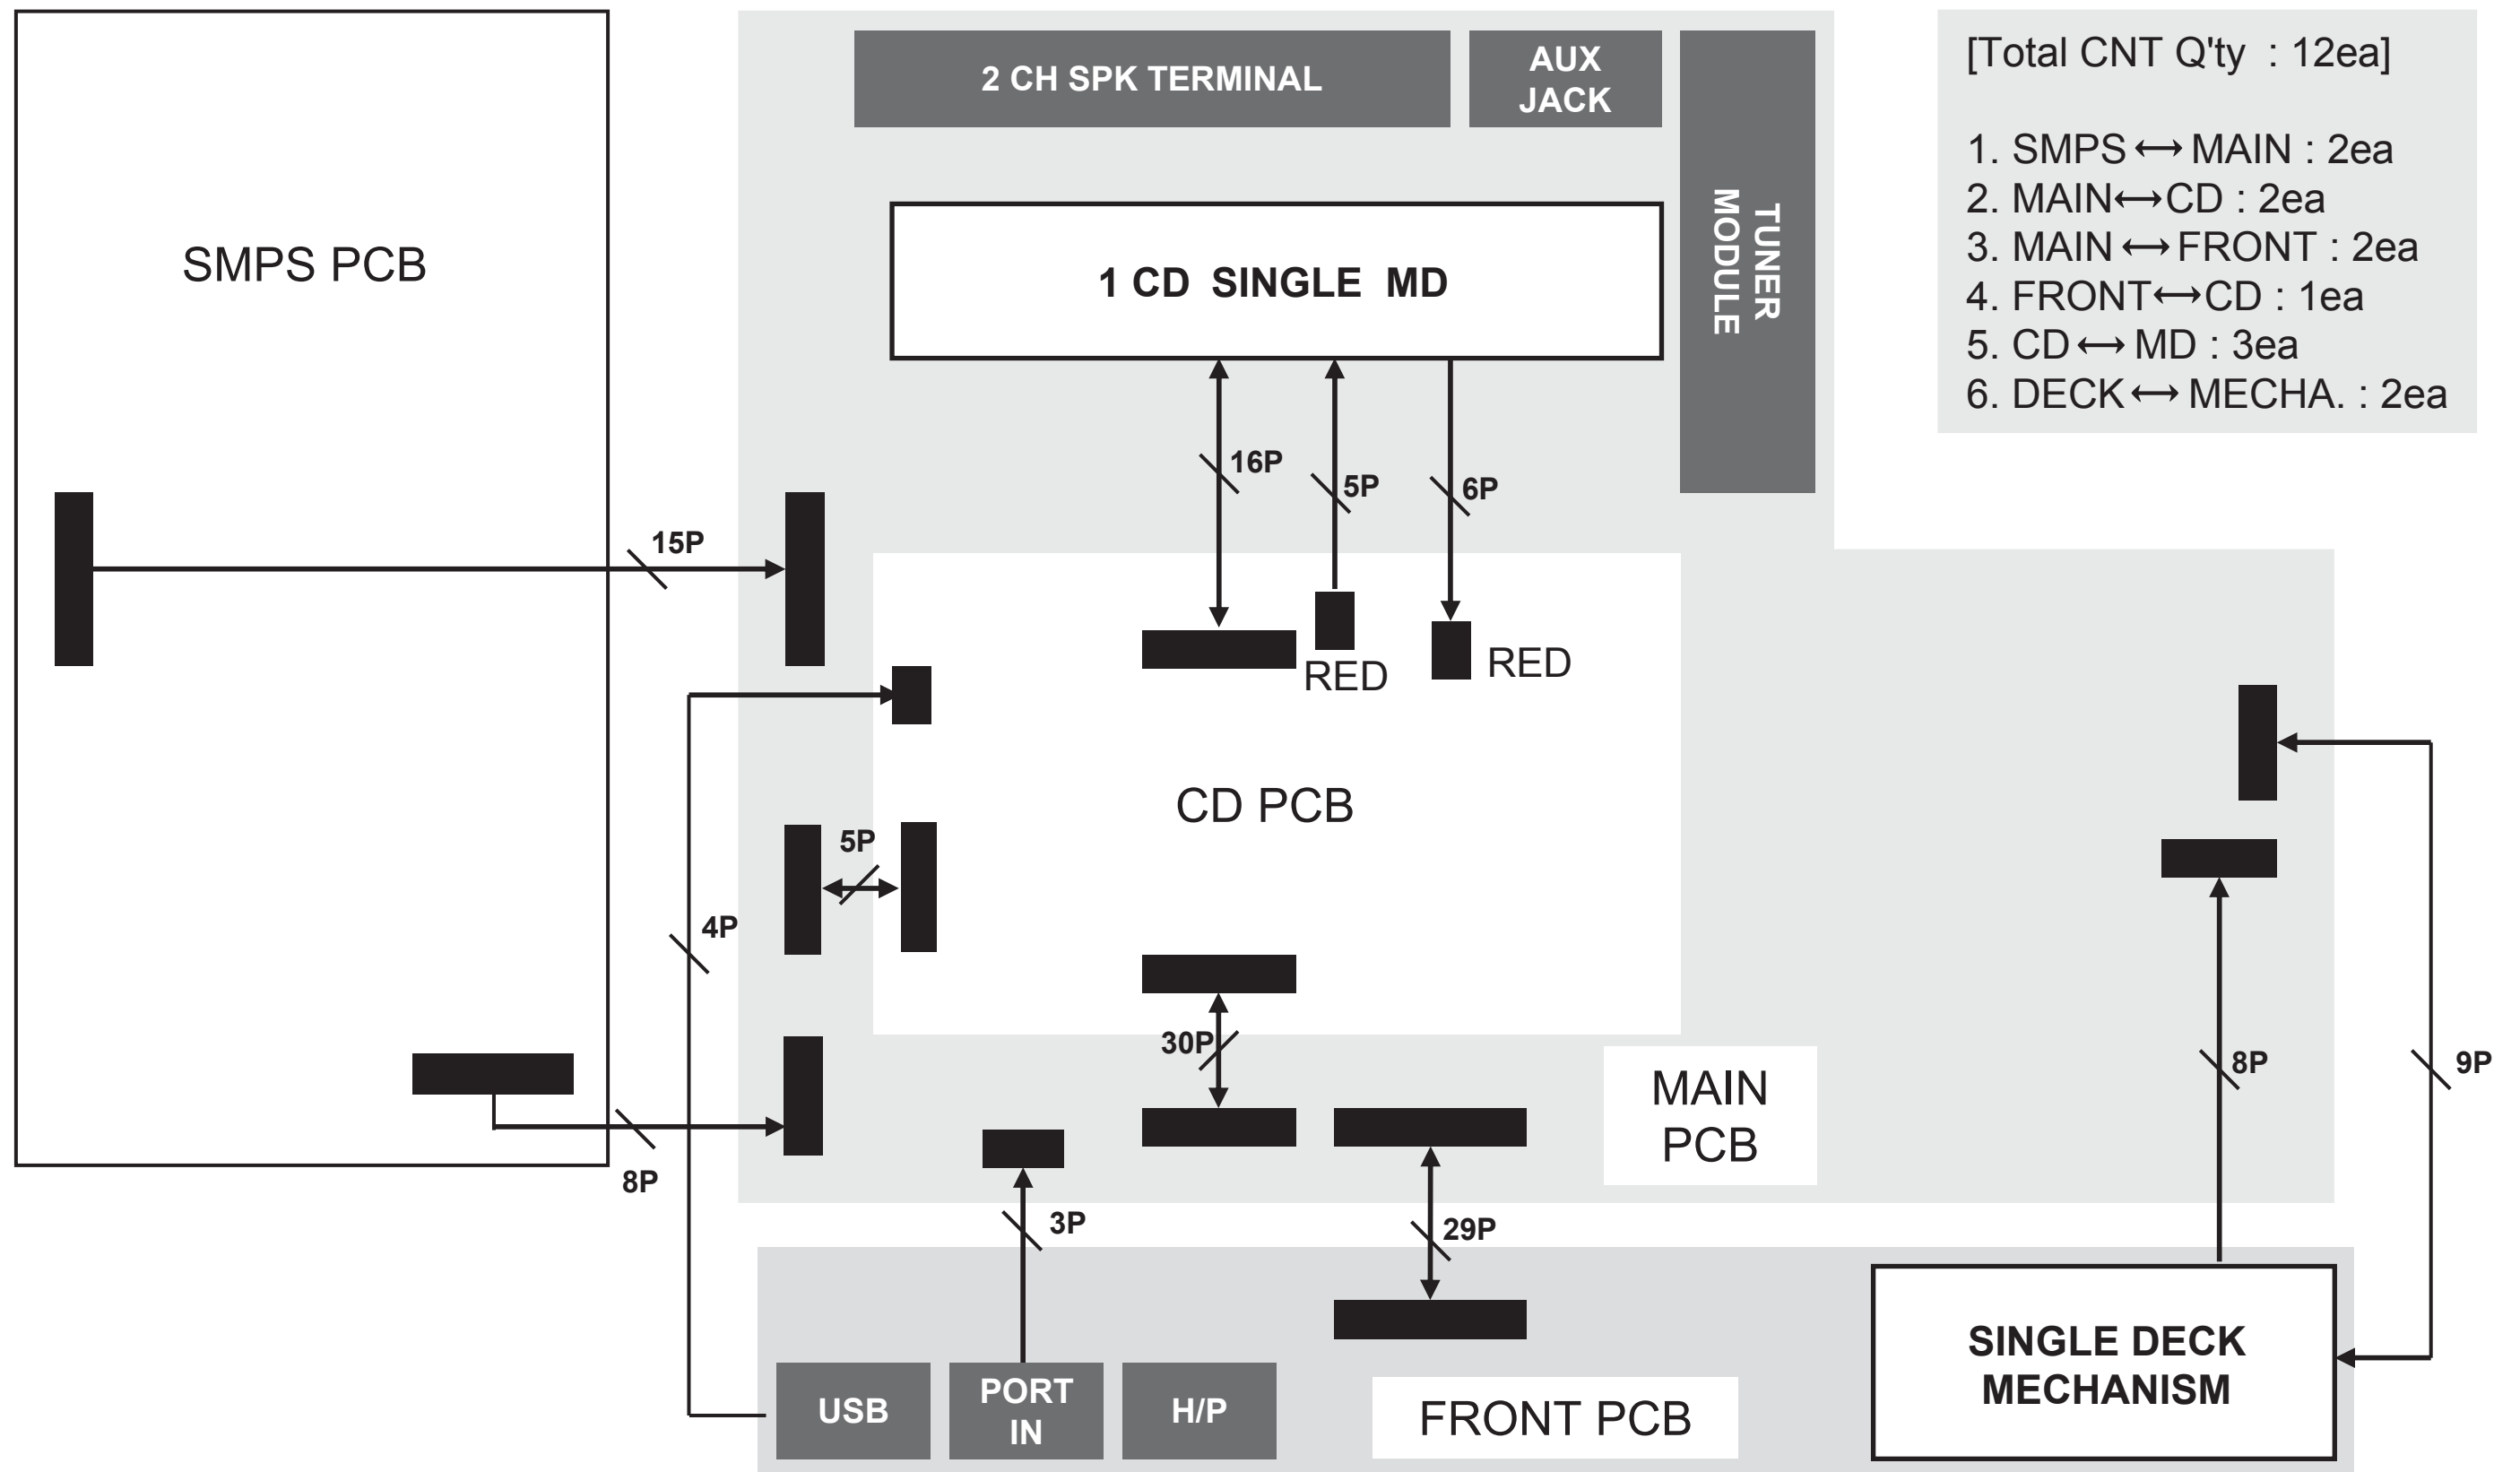 2 CH SPK TERMINAL
AUX
JACK
TUNER
MODULE
[Total CNT Q'ty : 12ea]
1. SMPS ↔ MAIN : 2ea
2. MAIN ↔ CD : 2ea
3. MAIN ↔ FRONT : 2ea
4. FRONT ↔ CD : 1ea
5. CD ↔ MD : 3ea
6. DECK ↔ MECHA. : 2ea
SMPS PCB
1 CD SINGLE MD
16P
5P
6P
15P
RED
RED
CD PCB
5P
4P
30P
8P
9P
MAIN
PCB
8P
3P
29P
SINGLE DECK
MECHANISM
USB
PORT
IN
H/P
FRONT PCB